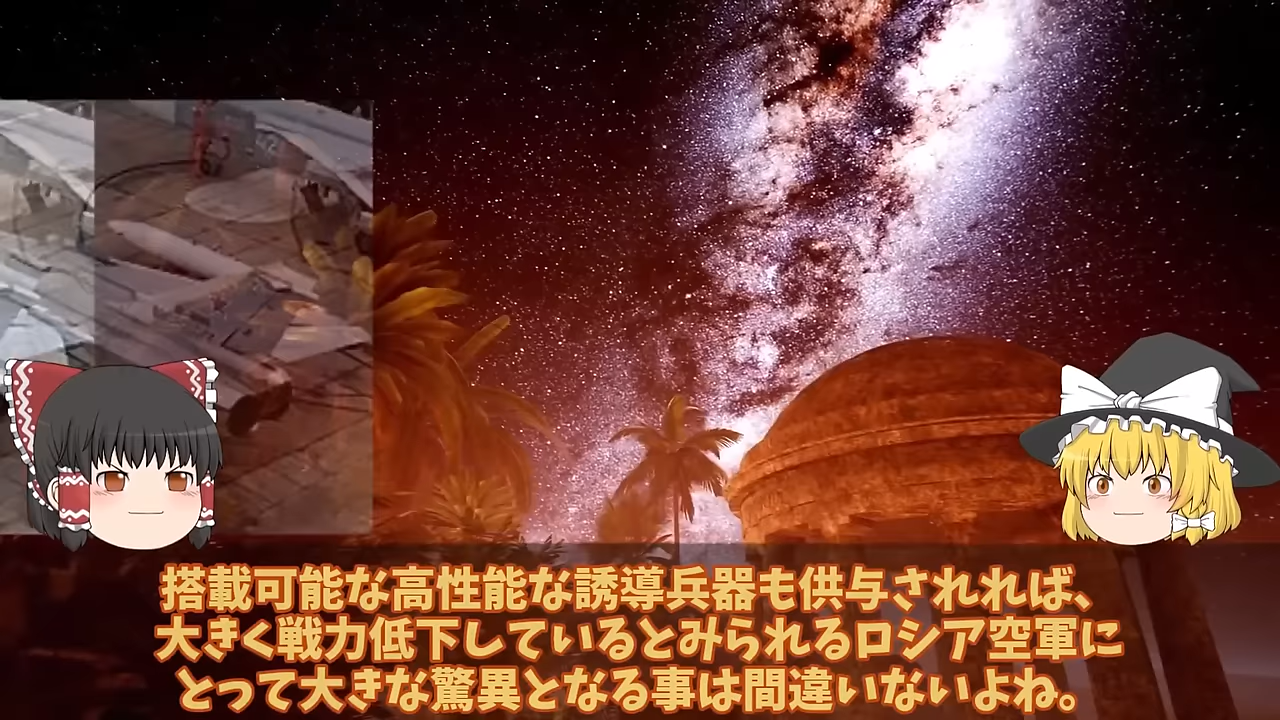 搭載可能な高性能な誘導兵器も供与されれば、
大きく戦力低下しているとみられるロシア空軍に
とって大きな驚異となる事は間違いないよね。